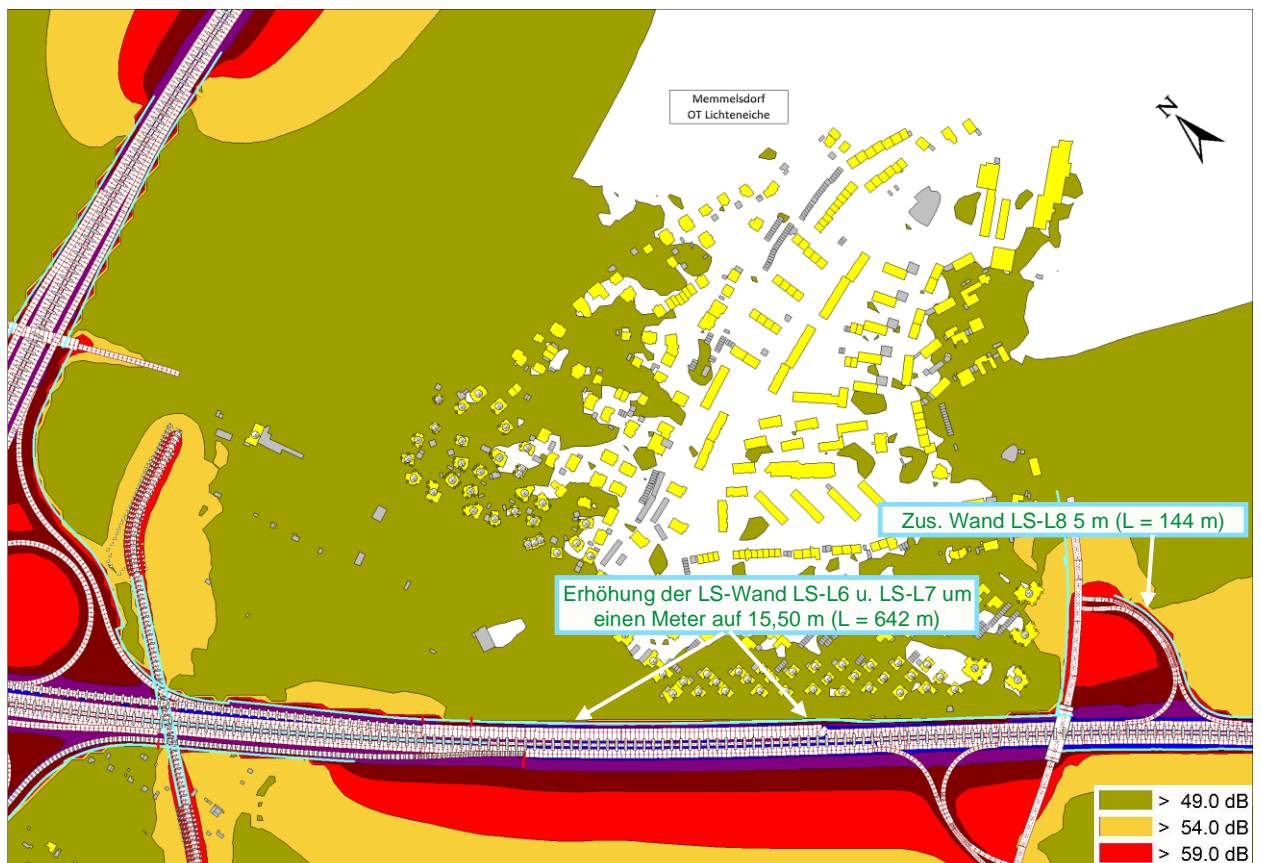 Memmelsdorf
OT Lichteneiche
N
Zus. Wand LS-L8 5 m (L = 144 m)
Erhöhung der LS-Wand LS-L6 u. LS-L7 um
einen Meter auf 15,50 m (L = 642 m)
> 49.0 dB
> 54.0 dB
> 59.0 dB